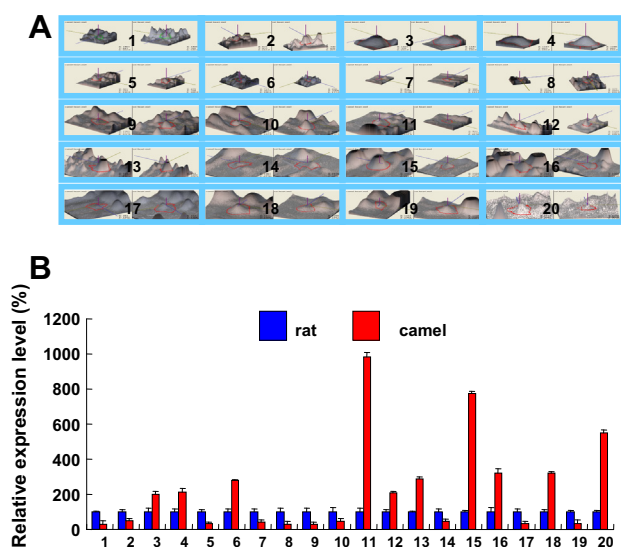 A
1 2 3 4
5 6 7 8
9 10 11 12
13 14 15 16
17 18 19 20
B
Relative expression level (%)
rat camel
1200
1000
800
600
400
200
0
1 2 3 4 5 6 7 8 9 10 11 12 13 14 15 16 17 18 19 20